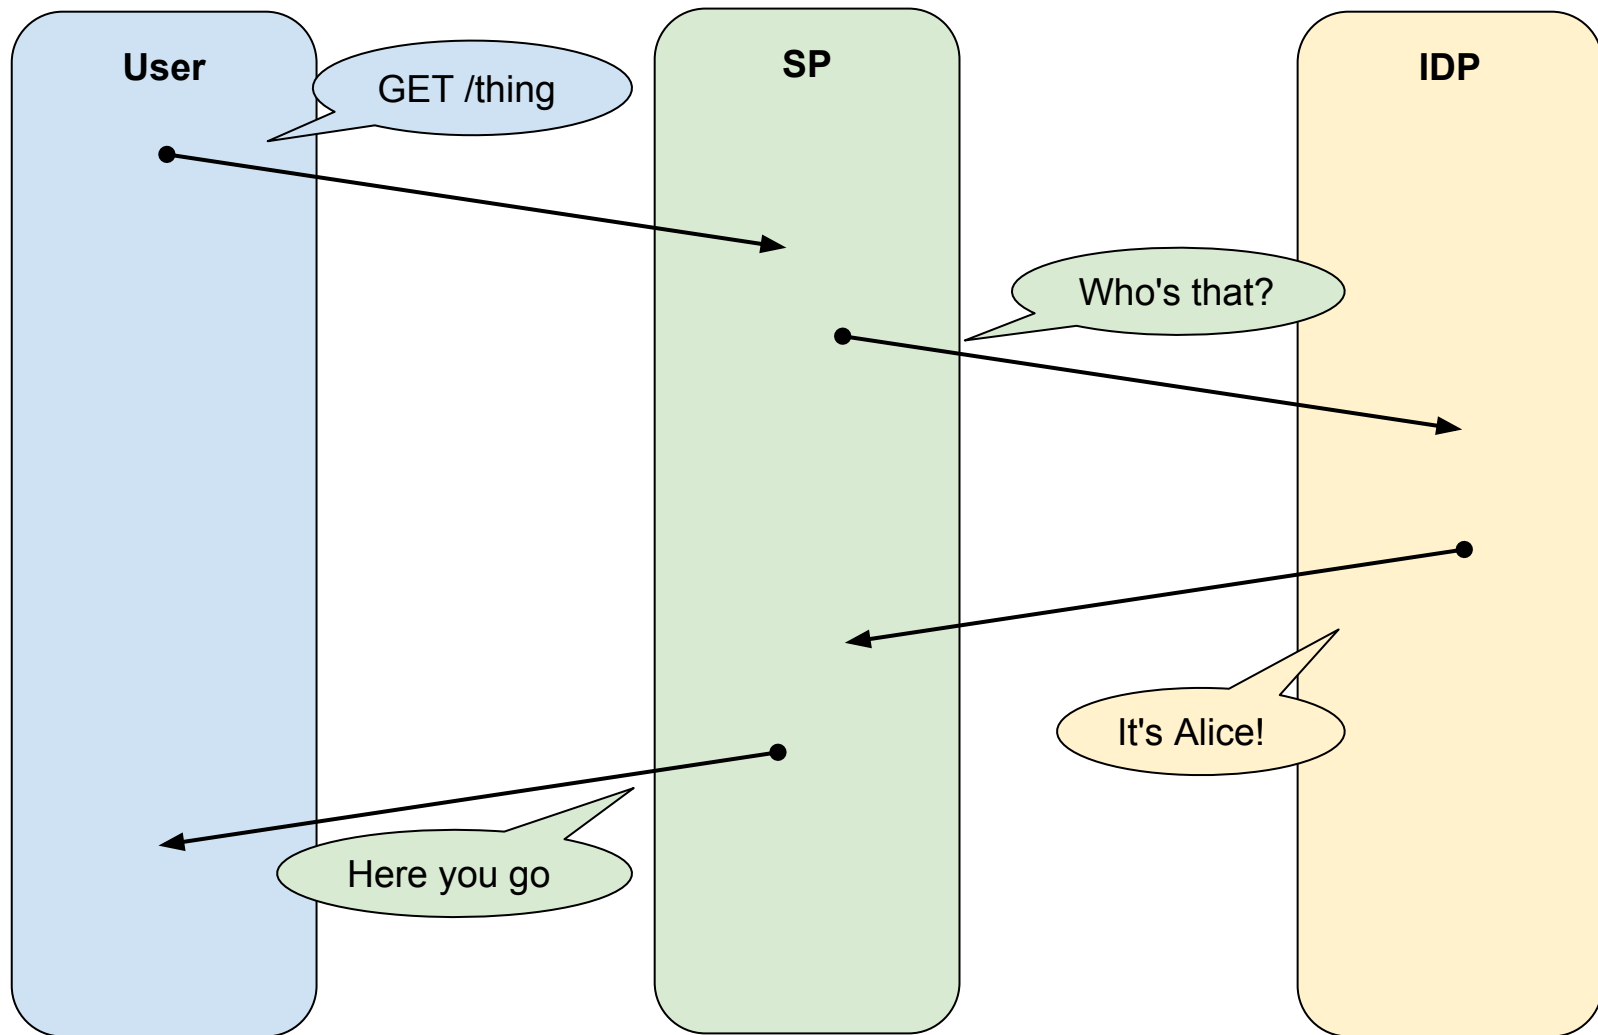 User
SP
IDP
GET /thing
Who's that?
It's Alice!
Here you go